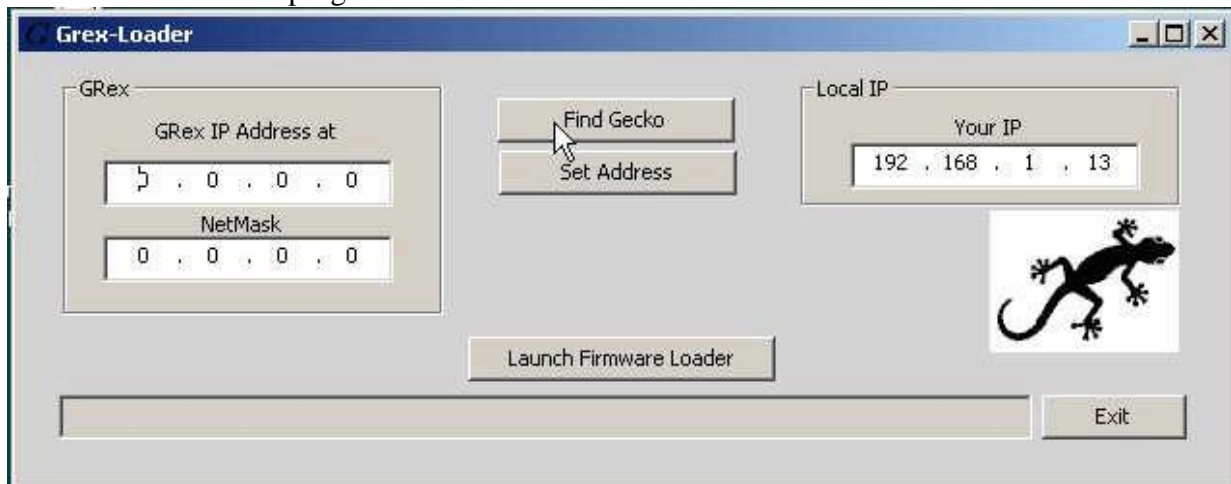 Grex-Loader
GRex
GRex IP Address at
. 0 . 0 . 0
NetMask
0 . 0 . 0 . 0
Find Gecko
Set Address
Local IP
Your IP
192 . 168 . 1 . 13
Launch Firmware Loader
Exit